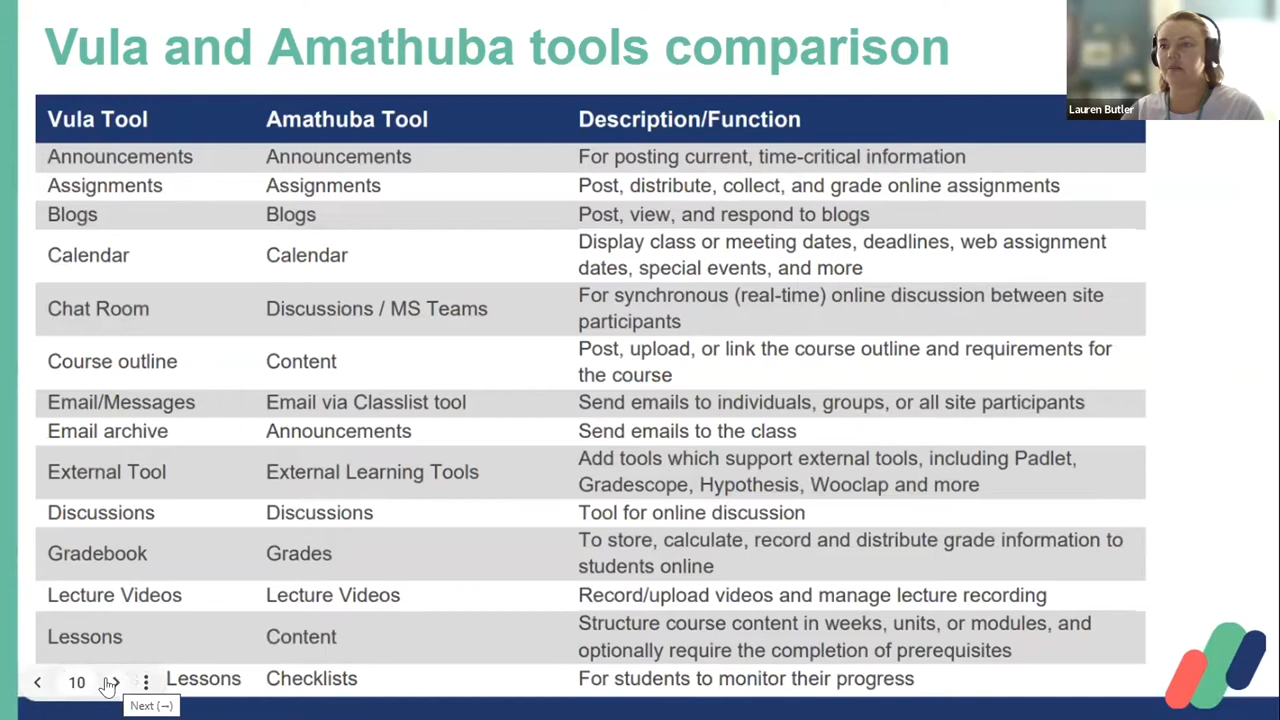 Vula and Amathuba tools comparison
Lauren Butler
Vula Tool Amathuba Tool Description/Function
Announcements Announcements For posting current, time-critical information
Assignments Assignments Post, distribute, collect, and grade online assignments
Blogs Blogs Post, view, and respond to blogs
Calendar Calendar Display class or meeting dates, deadlines, web assignment
dates, special events, and more
Chat Room Discussions / MS Teams For synchronous (real-time) online discussion between site
participants
Course outline Content Post, upload, or link the course outline and requirements for
the course
Email/Messages Email via Classlist tool Send emails to individuals, groups, or all site participants
Email archive Announcements Send emails to the class
External Tool External Learning Tools Add tools which support external tools, including Padlet,
Gradescope, Hypothesis, Wooclap and more
Discussions Discussions Tool for online discussion
Gradebook Grades To store, calculate, record and distribute grade information to
students online
Lecture Videos Lecture Videos Record/upload videos and manage lecture recording
Lessons Content Structure course content in weeks, units, or modules, and
optionally require the completion of prerequisites
Lessons Checklists For students to monitor their progress
10
Next (→)